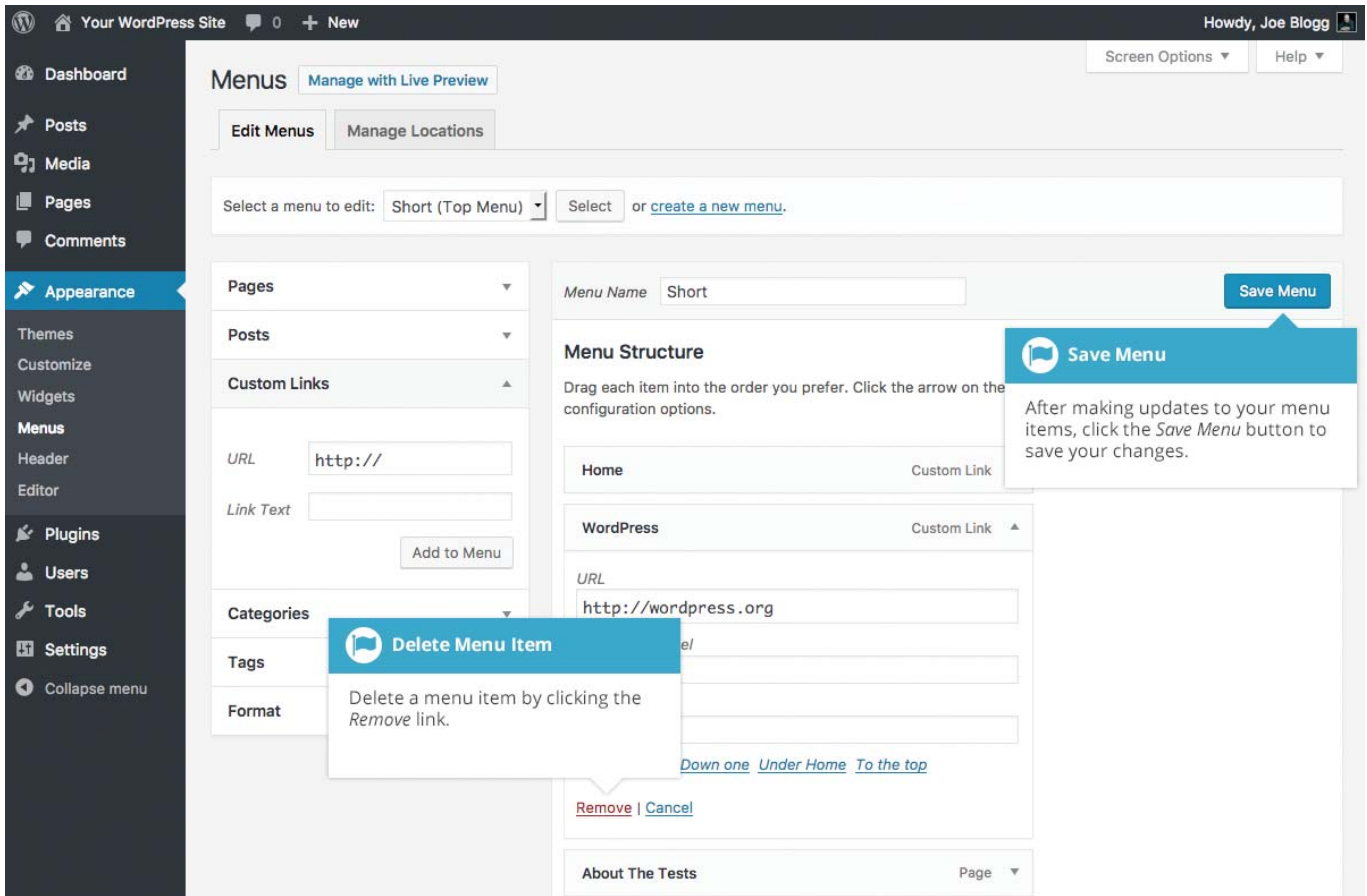 Your WordPress Site 0 + New Howdy, Joe Blogg
Screen Options Help
Dashboard
Posts
Media
Pages
Comments
Appearance
Themes
Customize
Widgets
Menus
Header
Editor
Plugins
Users
Tools
Settings
Collapse menu
Menus Manage with Live Preview
Edit Menus Manage Locations
Select a menu to edit: Short (Top Menu) Select or create a new menu.
Pages
Posts
Custom Links
URL http://
Link Text
Add to Menu
Categories
Tags
Format
Delete Menu Item
Delete a menu item by clicking the
Remove link.
Menu Name Short Save Menu
Menu Structure
Drag each item into the order you prefer. Click the arrow on the
configuration options.
Save Menu
After making updates to your menu
items, click the Save Menu button to
save your changes.
Home Custom Link
WordPress Custom Link
URL
http://wordpress.org
Down one Under Home To the top
Remove | Cancel
About The Tests Page